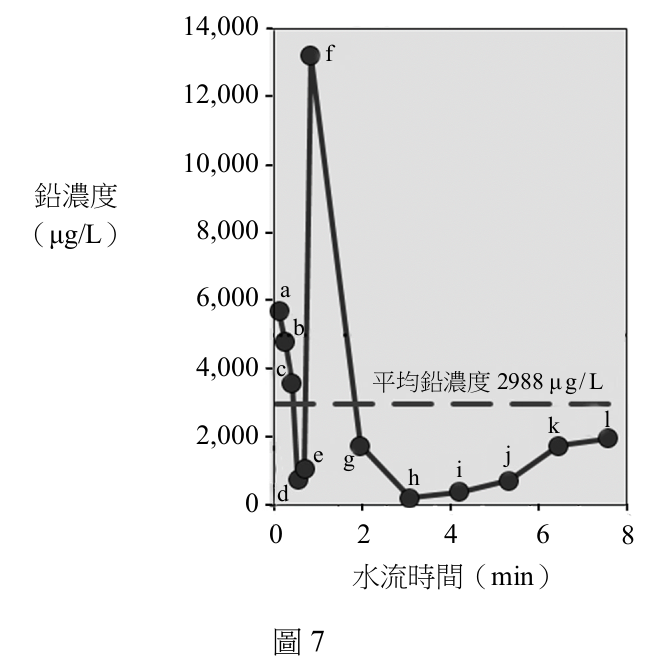 14,000
12,000
10,000
8,000
6,000
4,000
2,000
0
鉛濃度
（μg/L）
f
a
b
c
平均鉛濃度 2988 μg/L
e
d
g
h
i
j
k
l
0 2 4 6 8
水流時間（min）
圖 7